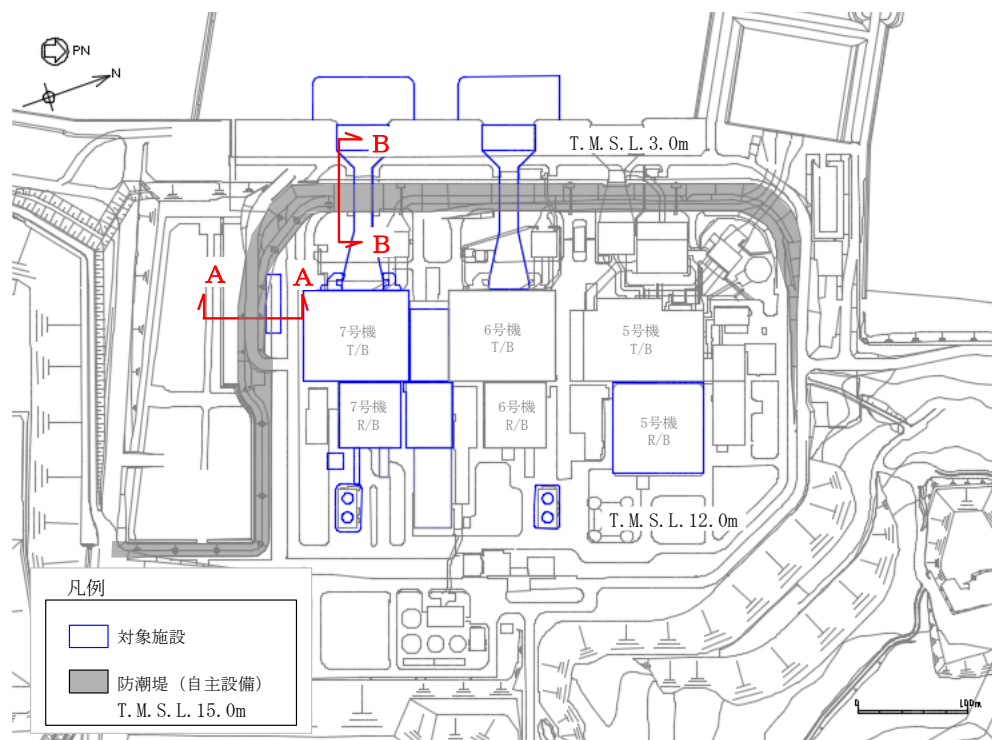 PN
N
B
T.M.S.L.3.0m
B
A
A
7号機
T/B
6号機
T/B
5号機
T/B
7号機
R/B
6号機
R/B
5号機
R/B
T.M.S.L.12.0m
凡例
対象施設
防潮堤（自主設備）
T.M.S.L.15.0m
0
100m